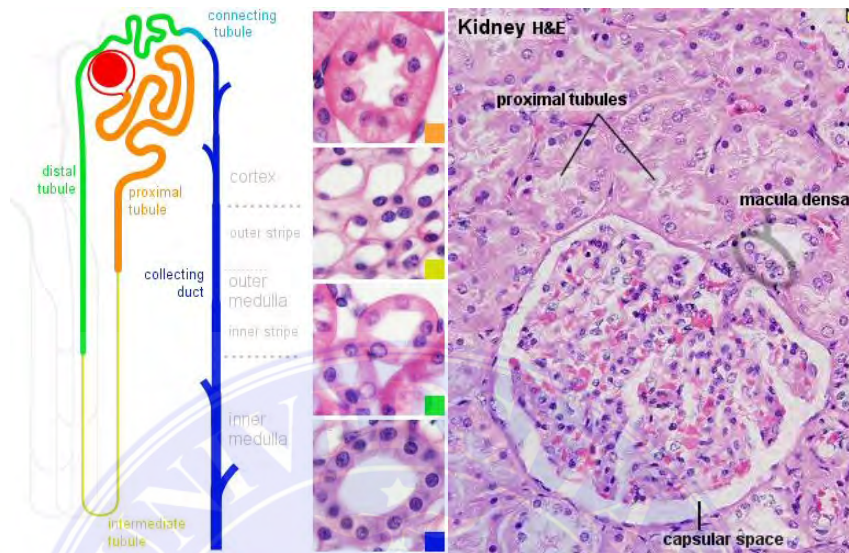 connecting
tubule
distal
tubule
proximal
tubule
cortex
outer stripe
collecting
duct
outer
medulla
inner stripe
inner
medulla
intermediate
tubule
UNIV
Kidney H&E
proximal tubules
macula densa
capsular space